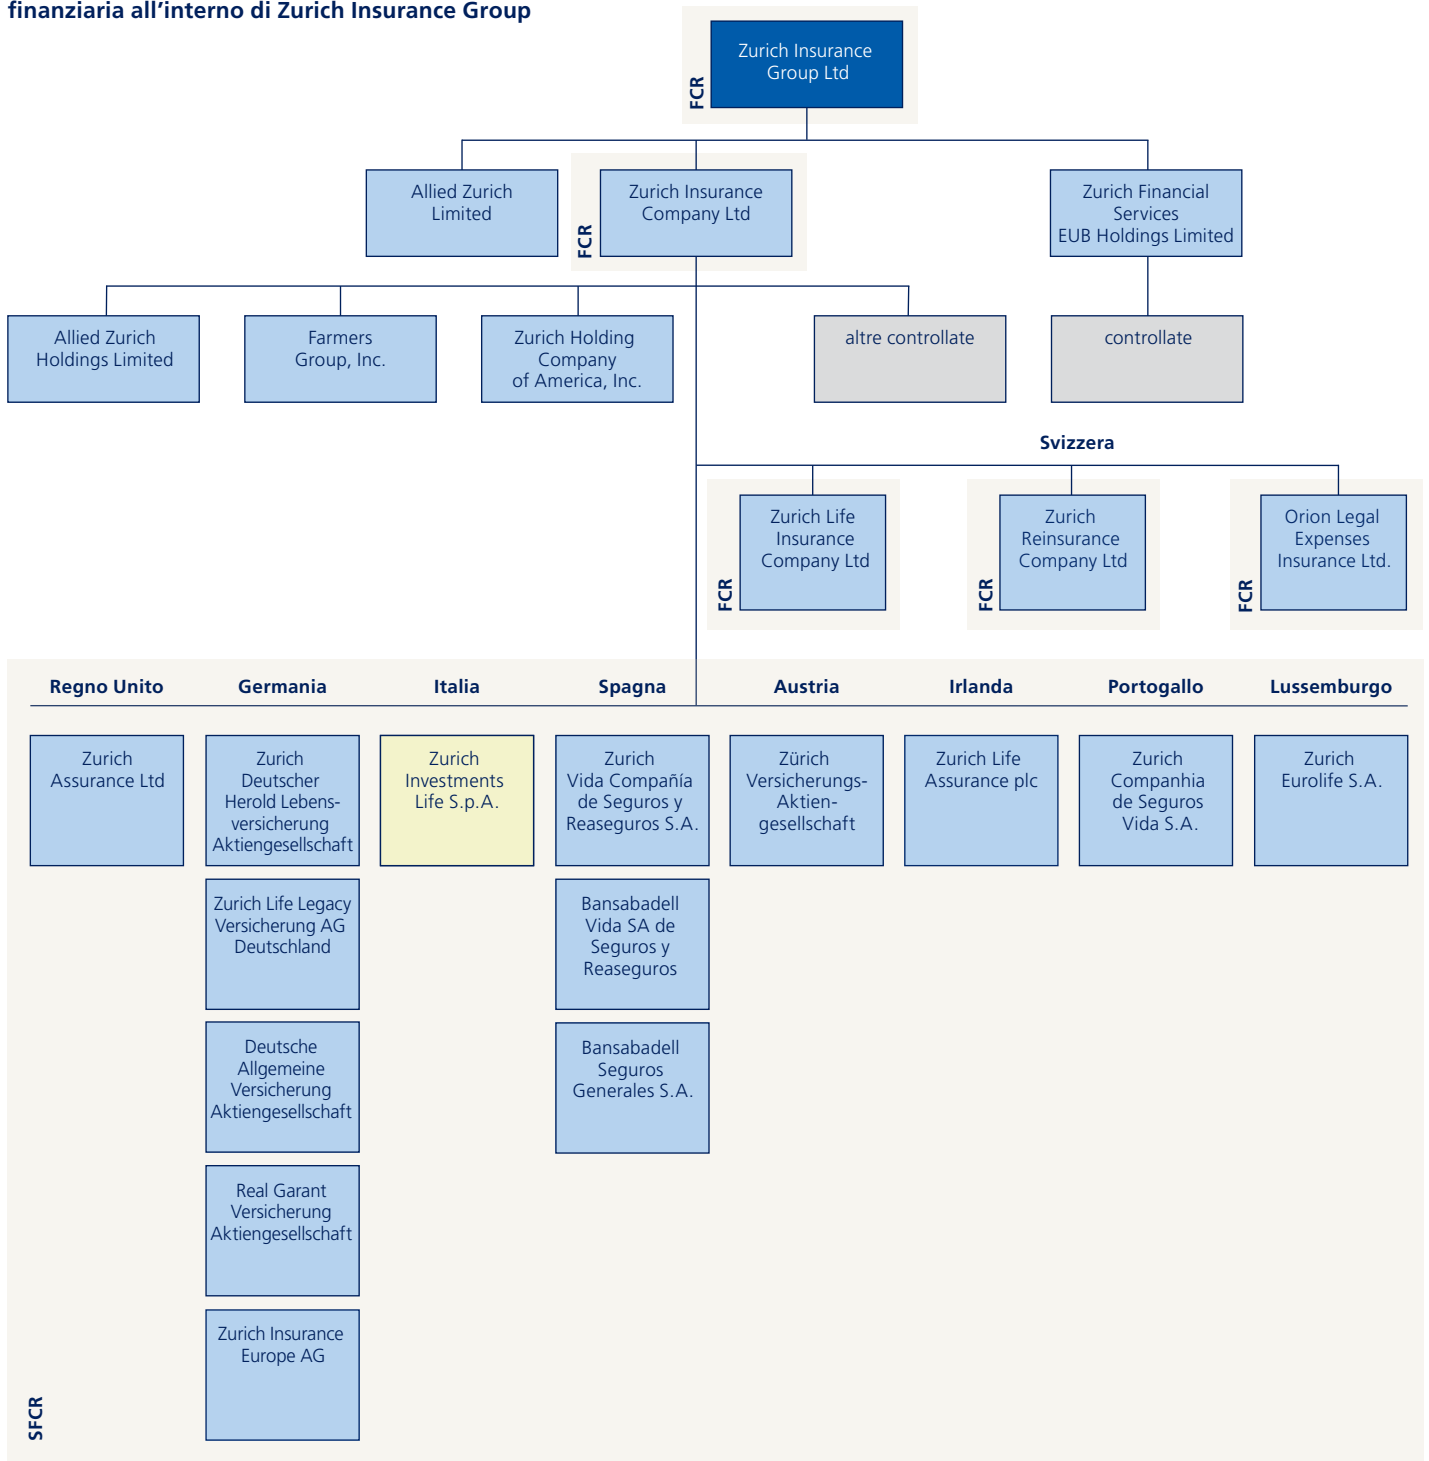 finanziaria all'interno di Zurich Insurance Group
Zurich Insurance
Group Ltd
FCR
Allied Zurich
Limited
Zurich Insurance
Company Ltd
FCR
Zurich Financial
Services
EUB Holdings Limited
Allied Zurich
Holdings Limited
Farmers
Group, Inc.
Zurich Holding
Company
of America, Inc.
altre controllate
controllate
Svizzera
Zurich Life
Insurance
Company Ltd
FCR
Zurich
Reinsurance
Company Ltd
FCR
Orion Legal
Expenses
Insurance Ltd.
FCR
Regno Unito
Germania
Italia
Spagna
Austria
Irlanda
Portogallo
Lussemburgo
Zurich
Assurance Ltd
Zurich
Deutscher
Herold Lebens-
versicherung
Aktiengesellschaft
Zurich
Investments
Life S.p.A.
Zurich
Vida Compañía
de Seguros y
Reaseguros S.A.
Zürich
Versicherungs-
Aktien-
gesellschaft
Zurich Life
Assurance plc
Zurich
Companhia
de Seguros
Vida S.A.
Zurich
Eurolife S.A.
Zurich Life Legacy
Versicherung AG
Deutschland
Bansabadell
Vida SA de
Seguros y
Reaseguros
Deutsche
Allgemeine
Versicherung
Aktiengesellschaft
Bansabadell
Seguros
Generales S.A.
Real Garant
Versicherung
Aktiengesellschaft
Zurich Insurance
Europe AG
SFCR